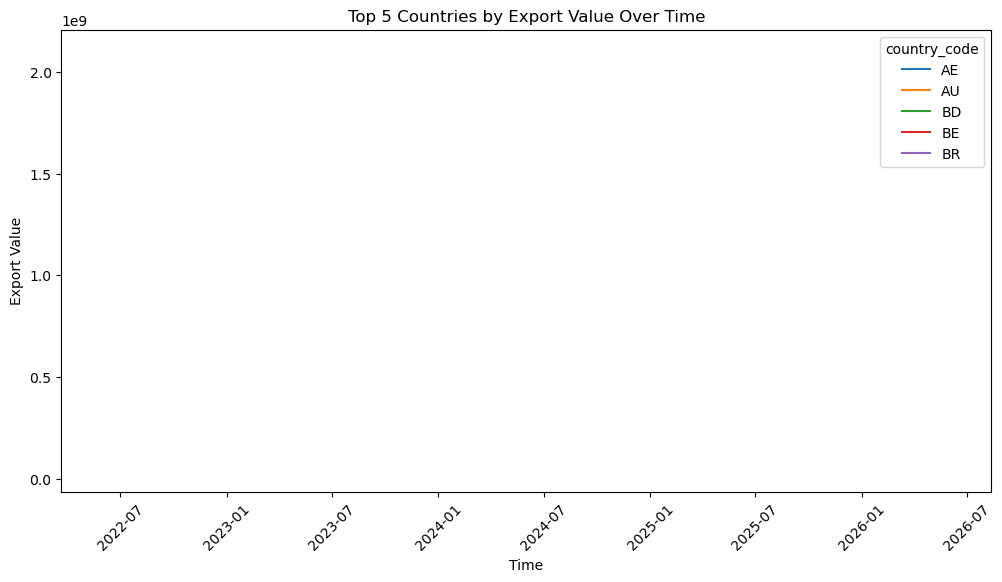 Top 5 Countries by Export Value Over Time
1e9
country_code
AE
AU
BD
BE
BR
2.0
1.5
1.0
0.5
0.0
Export Value
2022-07
2023-01
2023-07
2024-01
2024-07
2025-01
2025-07
2026-01
2026-07
Time